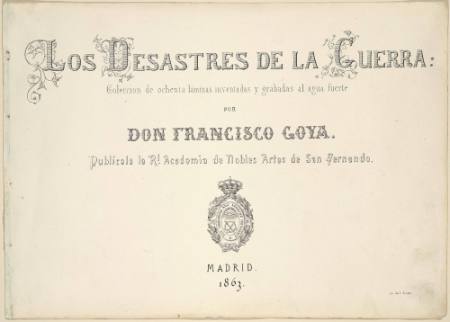 LOS DESASTRES DE LA GUERRA:
Coleccion de ochenta láminas inventadas y grabadas al agua fuerte
POR
DON FRANCISCO GOYA.
Publícala la Rl. Academia de Nobles Artes de San Fernando.
MADRID.
1863.